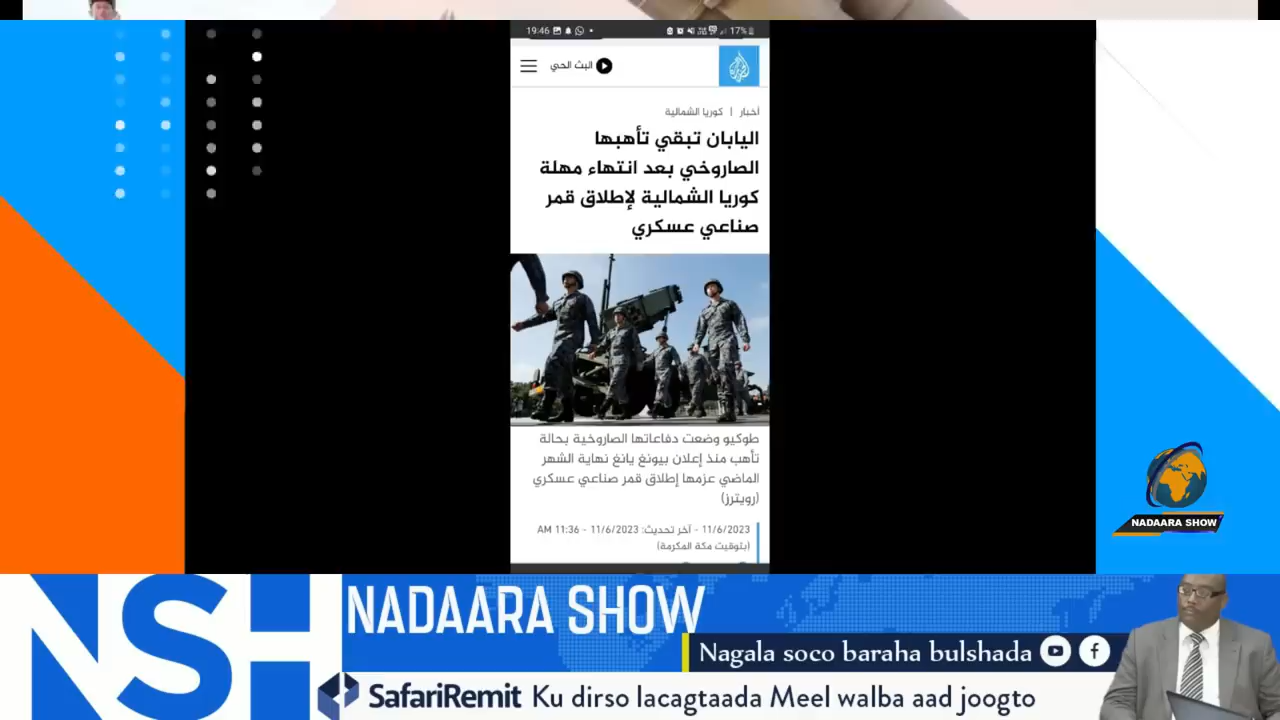 19:46
17%
البث الحي
أخبار | كوريا الشمالية
اليابان تبقي تأهبها
الصاروخي بعد انتهاء مهلة
كوريا الشمالية لإطلاق قمر
صناعي عسكري
طوكيو وضعت دفاعاتها الصاروخية بحالة
تأهب منذ إعلان بيونغ يانغ نهاية الشهر
الماضي عزمها إطلاق قمر صناعي عسكري
(رويترز)
11/6/2023 - آخر تحديث: 11/6/2023 - 11:36 AM
(بتوقيت مكة المكرمة)
NADAARA SHOW
NSH
NADAARA SHOW
Nagala soco baraha bulshada
SafariRemit Ku dirso lacagtaada Meel walba aad joogto